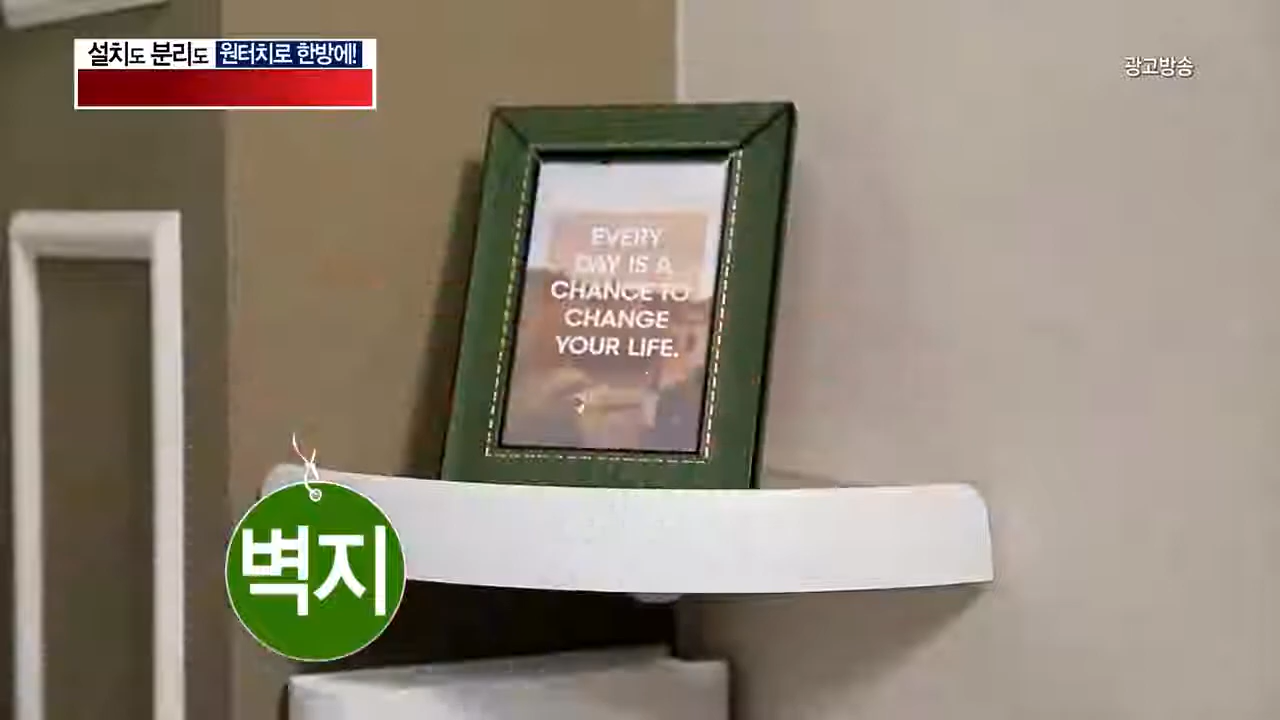 설치도 분리도 원터치로 한방에!
광고방송
EVERY
DAY IS A
CHANCE TO
CHANGE
YOUR LIFE.
벽지